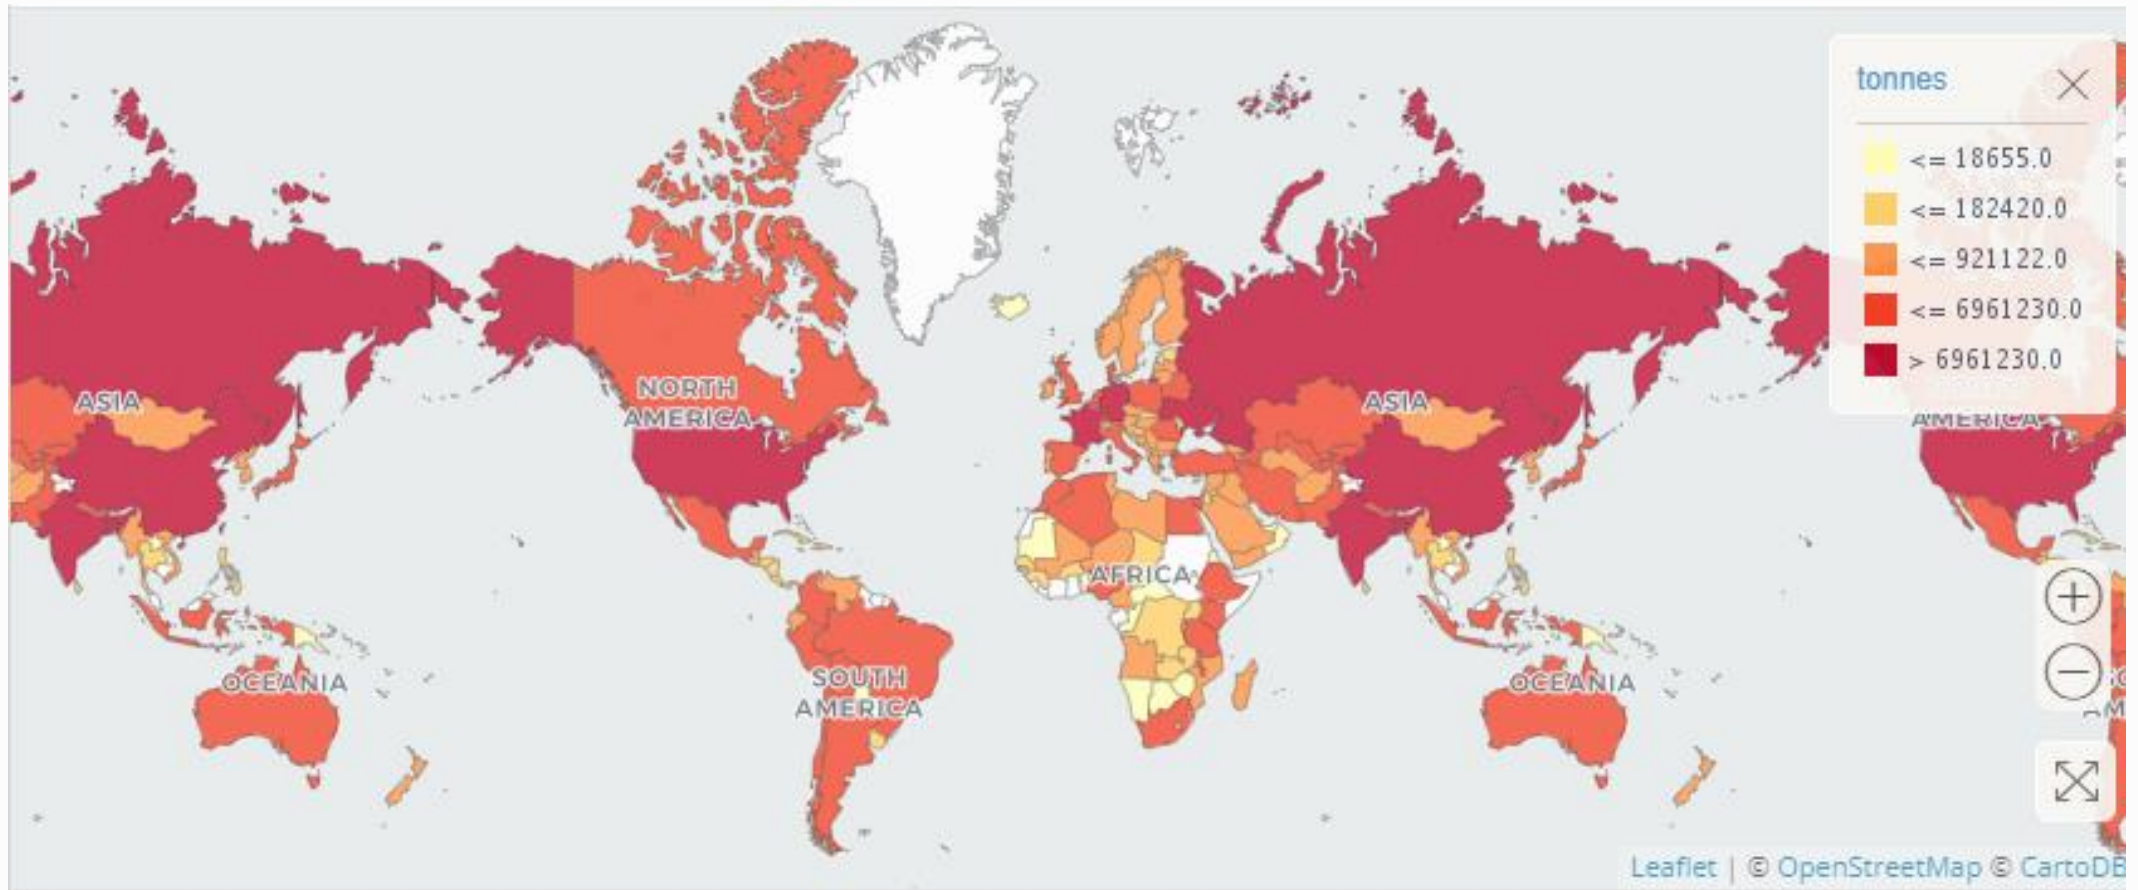 tonnes
<= 18655.0
<= 182420.0
<= 921122.0
<= 6961230.0
> 6961230.0
ASIA
NORTH
AMERICA
ASIA
AMERICA
AFRICA
OCEANIA
SOUTH
AMERICA
OCEANIA
Leaflet | © OpenStreetMap © CartoDB